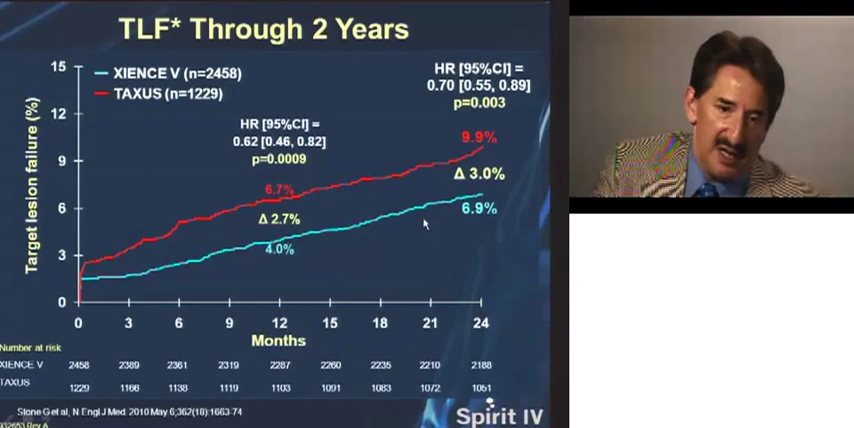 TLF* Through 2 Years
Target lesion failure (%)
15
12
9
6
3
0
XIENCE V (n=2458)
TAXUS (n=1229)
HR [95%CI] =
0.62 [0.46, 0.82]
p=0.0009
HR [95%CI] =
0.70 [0.55, 0.89]
p=0.003
9.9%
Δ 3.0%
6.9%
6.7%
Δ 2.7%
4.0%
0 3 6 9 12 15 18 21 24
Months
Number at risk
XIENCE V 2458 2389 2361 2319 2287 2260 2235 2210 2188
TAXUS 1229 1166 1138 1119 1103 1091 1083 1072 1051
Stone G et al, N Engl J Med. 2010 May 6;362(18):1663-74
Spirit IV
932653 Rev A